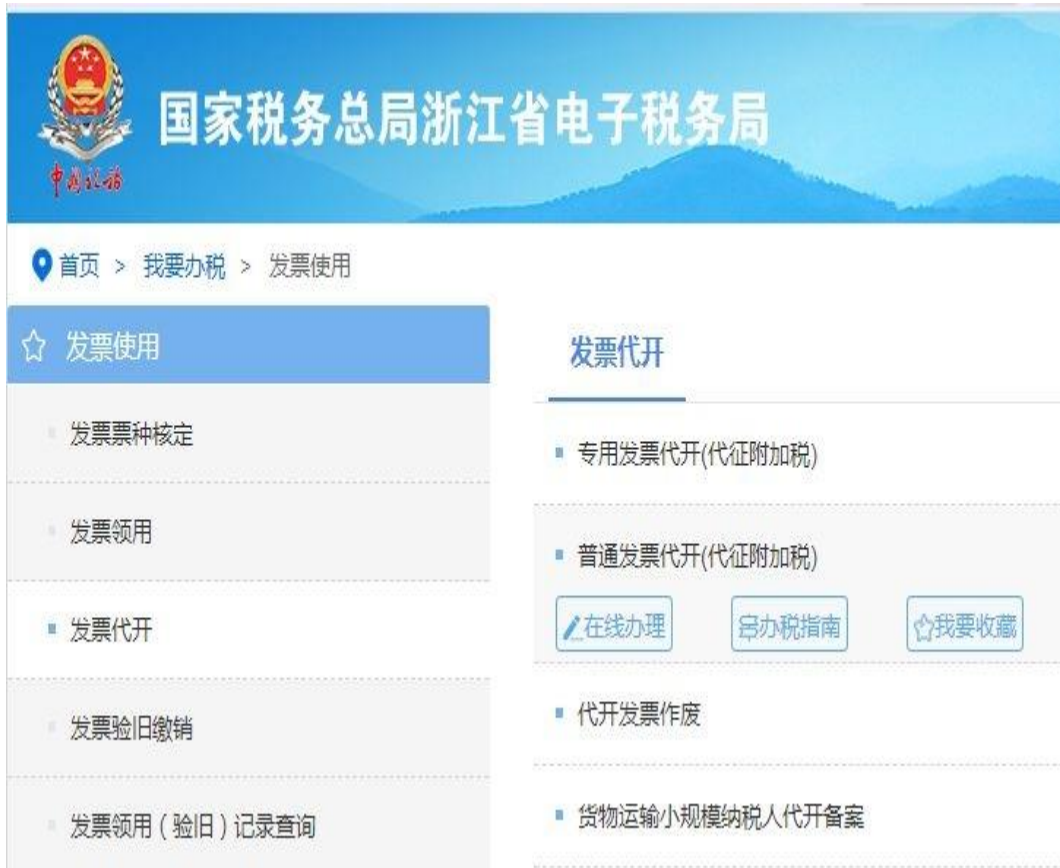 国家税务总局浙江省电子税务局
中国税务
首页 > 我要办税 > 发票使用
发票使用
发票票种核定
发票领用
发票代开
发票验旧缴销
发票领用（验旧）记录查询
发票代开
专用发票代开(代征附加税)
普通发票代开(代征附加税)
在线办理 办税指南 我要收藏
代开发票作废
货物运输小规模纳税人代开备案